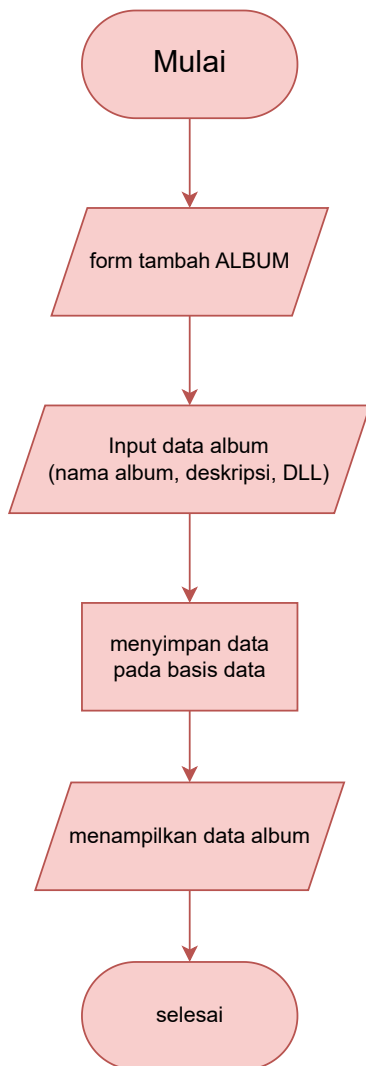 Mulai
form tambah ALBUM
Input data album
(nama album, deskripsi, DLL)
menyimpan data
pada basis data
menampilkan data album
selesai